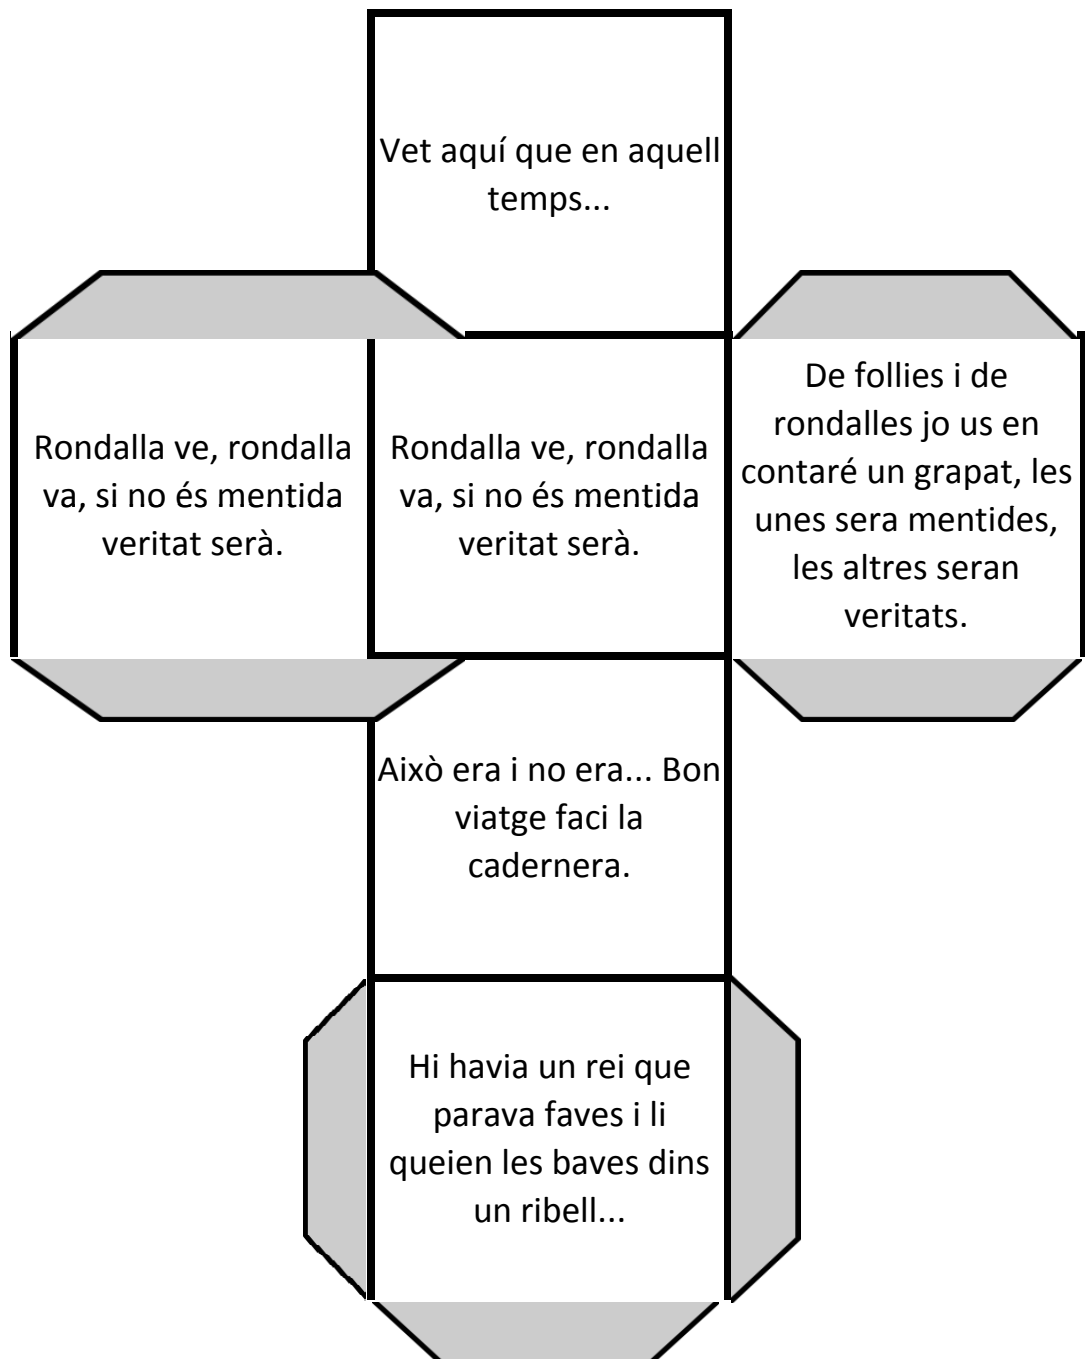 Vet aquí que en aquell
temps...
Rondalla ve, rondalla
va, si no és mentida
veritat serà.
Rondalla ve, rondalla
va, si no és mentida
veritat serà.
De follies i de
rondalles jo us en
contaré un grapat, les
unes sera mentides,
les altres seran
veritats.
Això era i no era... Bon
viatge faci la
cadernera.
Hi havia un rei que
parava faves i li
queien les baves dins
un ribell...